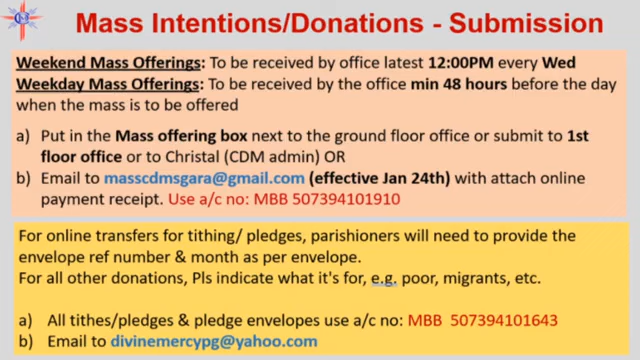 Mass Intentions/Donations - Submission
Weekend Mass Offerings: To be received by office latest 12:00PM every Wed
Weekday Mass Offerings: To be received by the office min 48 hours before the day
when the mass is to be offered
a) Put in the Mass offering box next to the ground floor office or submit to 1st
floor office or to Christal (CDM admin) OR
b) Email to masscdmsgara@gmail.com (effective Jan 24th) with attach online
payment receipt. Use a/c no: MBB 507394101910
For online transfers for tithing/ pledges, parishioners will need to provide the
envelope ref number & month as per envelope.
For all other donations, Pls indicate what it's for, e.g. poor, migrants, etc.
a) All tithes/pledges & pledge envelopes use a/c no: MBB 507394101643
b) Email to divinemercypg@yahoo.com